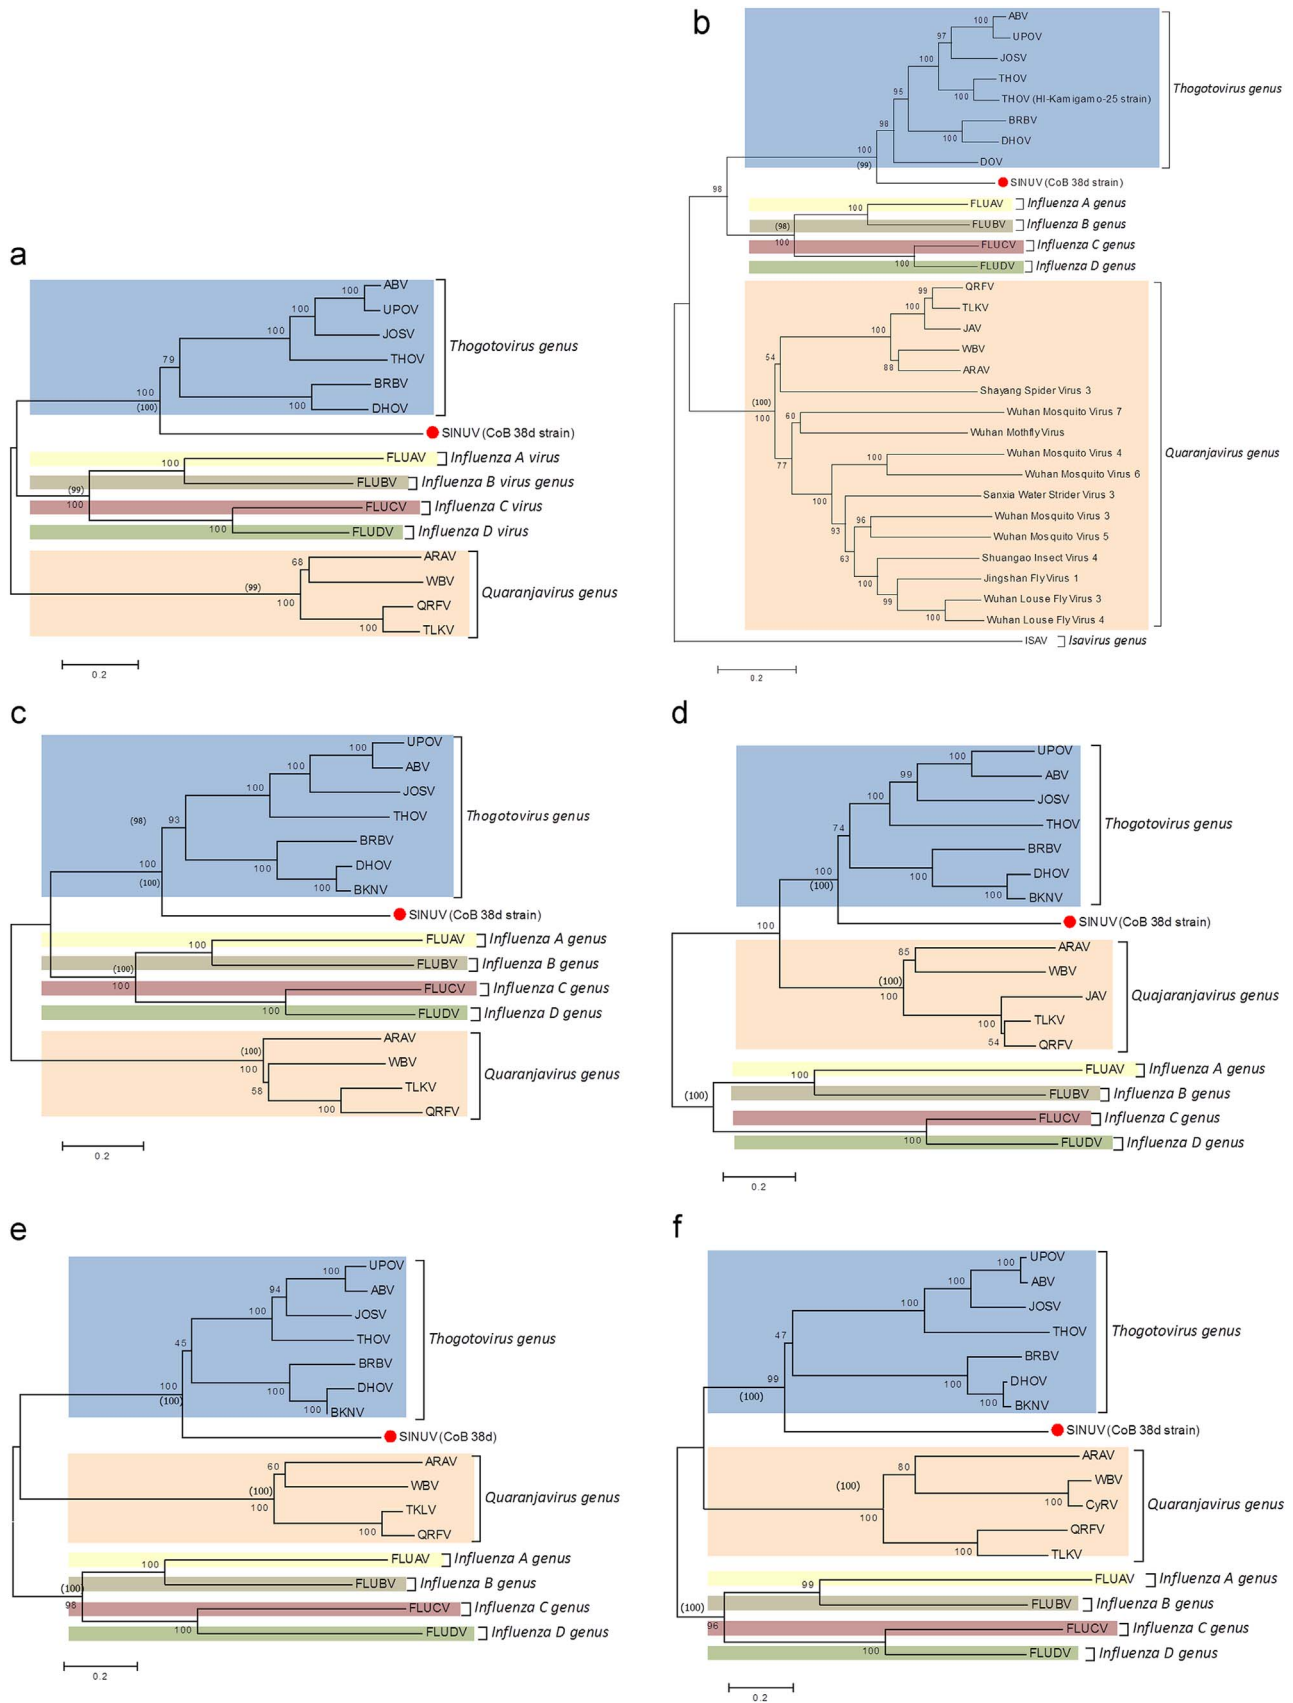 a
ABV
100
UPOV
100
JOSV
100
THOV
Thogotovirus genus
79
BRBV
100
DHOV
100
(100)
SINUV (CoB 38d strain)
FLUAV
Influenza A virus
100
FLUBV
Influenza B virus genus
(99)
100
FLUCV
Influenza C virus
100
FLUDV
Influenza D virus
ARAV
68
WBV
(99)
100
QRFV
100
TLKV
Quaranjavirus genus
0.2
b
ABV
100
UPOV
97
JOSV
100
THOV
100
THOV (HI-Kamigamo-25 strain)
Thogotovirus genus
95
BRBV
100
DHOV
98
DOV
100
(99)
SINUV (CoB 38d strain)
98
FLUAV
Influenza A genus
100
FLUBV
Influenza B genus
(98)
100
FLUCV
Influenza C genus
100
FLUDV
Influenza D genus
QRFV
99
TLKV
100
JAV
100
WBV
88
ARAV
54
Shayang Spider Virus 3
(100)
100
Wuhan Mosquito Virus 7
60
Wuhan Mothfly Virus
77
Wuhan Mosquito Virus 4
100
Wuhan Mosquito Virus 6
100
Sanxia Water Strider Virus 3
93
Wuhan Mosquito Virus 3
96
Wuhan Mosquito Virus 5
63
Shuangao Insect Virus 4
100
Jingshan Fly Virus 1
99
Wuhan Louse Fly Virus 3
100
Wuhan Louse Fly Virus 4
Quaranjavirus genus
ISAV
Isavirus genus
0.2
c
UPOV
100
ABV
100
JOSV
100
THOV
Thogotovirus genus
(98)
93
BRBV
100
DHOV
100
BKNV
100
(100)
SINUV (CoB 38d strain)
FLUAV
Influenza A genus
100
FLUBV
Influenza B genus
(100)
100
FLUCV
Influenza C genus
100
FLUDV
Influenza D genus
ARAV
(100)
100
WBV
58
TLKV
100
QRFV
Quaranjavirus genus
0.2
d
UPOV
100
ABV
99
JOSV
100
THOV
Thogotovirus genus
74
BRBV
100
DHOV
100
BKNV
100
(100)
SINUV (CoB 38d strain)
100
ARAV
85
WBV
(100)
100
JAV
100
TLKV
54
QRFV
Quajaranjavirus genus
FLUAV
Influenza A genus
100
FLUBV
Influenza B genus
(100)
FLUCV
Influenza C genus
100
FLUDV
Influenza D genus
0.2
e
UPOV
100
ABV
94
JOSV
100
THOV
Thogotovirus genus
45
BRBV
100
DHOV
100
BKNV
100
(100)
SINUV (CoB 38d)
ARAV
60
WBV
(100)
100
TKLV
100
QRFV
Quaranjavirus genus
FLUAV
Influenza A genus
100
FLUBV
Influenza B genus
(100)
98
FLUCV
Influenza C genus
100
FLUDV
Influenza D genus
0.2
f
UPOV
100
ABV
100
JOSV
100
THOV
Thogotovirus genus
47
BRBV
100
DHOV
100
BKNV
99
(100)
SINUV (CoB 38d strain)
ARAV
80
WBV
(100)
100
CyRV
100
QRFV
100
TLKV
Quaranjavirus genus
FLUAV
Influenza A genus
99
FLUBV
Influenza B genus
(100)
96
FLUCV
Influenza C genus
100
FLUDV
Influenza D genus
0.2